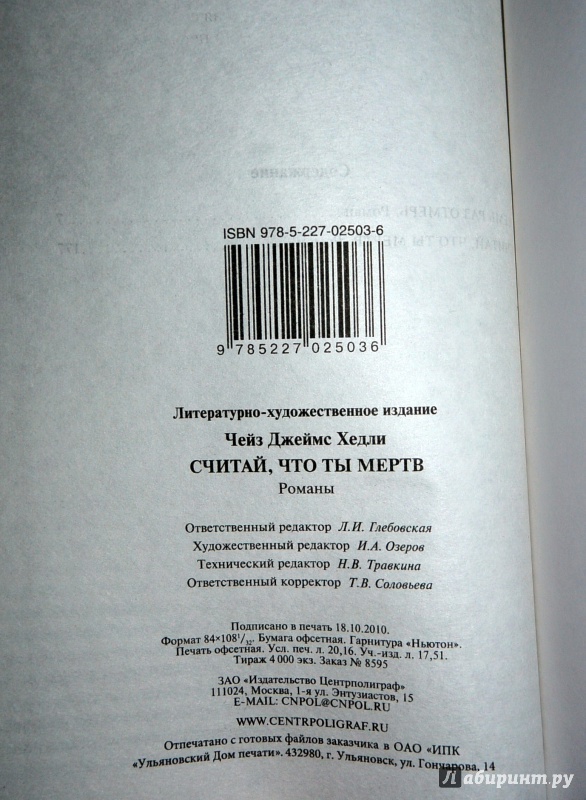 Содержание
ISBN 978-5-227-02503-6
9 785227 025036
Литературно-художественное издание
Чейз Джеймс Хедли
СЧИТАЙ, ЧТО ТЫ МЕРТВ
Романы
Ответственный редактор Л.И. Глебовская
Художественный редактор И.А. Озеров
Технический редактор Н.В. Травкина
Ответственный корректор Т.В. Соловьева
Подписано в печать 18.10.2010.
Формат 84×108 1/32. Бумага офсетная. Гарнитура «Ньютон».
Печать офсетная. Усл. печ. л. 20,16. Уч.-изд. л. 17,51.
Тираж 4 000 экз. Заказ № 8595
ЗАО «Издательство Центрполиграф»
111024, Москва, 1-я ул. Энтузиастов, 15
E-MAIL: CNPOL@CNPOL.RU
WWW.CENTRPOLIGRAF.RU
Отпечатано с готовых файлов заказчика в ОАО «ИПК
«Ульяновский Дом печати». 432980, г. Ульяновск, ул. Гончарова, 14
Лабиринт.ру